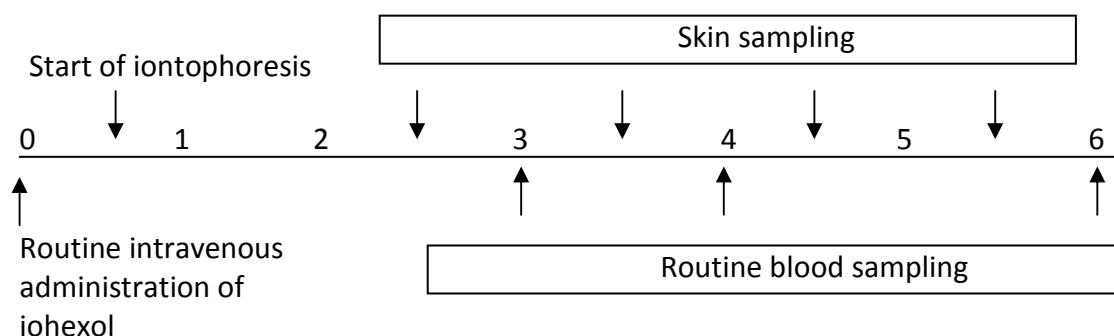 Skin sampling
Start of iontophoresis
0 1 2 3 4 5 6
Routine intravenous
administration of
iohexol
Routine blood sampling